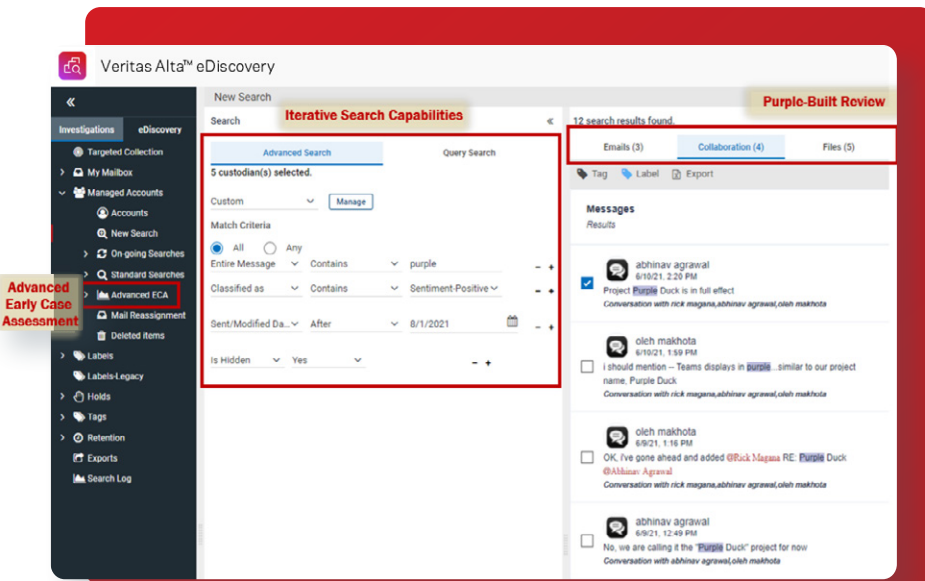 Veritas Alta™ eDiscovery
«
Investigations eDiscovery
Targeted Collection
My Mailbox
Managed Accounts
Accounts
New Search
On-going Searches
Standard Searches
Advanced ECA
Mail Reassignment
Deleted items
Labels
Labels-Legacy
Holds
Tags
Retention
Exports
Search Log
Advanced
Early Case
Assessment
New Search
Search «
Iterative Search Capabilities
Advanced Search Query Search
5 custodian(s) selected.
Custom Manage
Match Criteria
All Any
Entire Message Contains purple - +
Classified as Contains Sentiment-Positive - +
Sent/Modified Da... After 8/1/2021 - +
Is Hidden Yes - +
Purple-Built Review
12 search results found.
Emails (3) Collaboration (4) Files (5)
Tag Label Export
Messages
Results
abhinav agrawal
6/10/21, 2:20 PM
Project Purple Duck is in full effect
Conversation with rick magana,abhinav agrawal,oleh makhota
oleh makhota
6/10/21, 1:59 PM
i should mention -- Teams displays in purple...similar to our project
name, Purple Duck
Conversation with rick magana,abhinav agrawal,oleh makhota
oleh makhota
6/9/21, 1:16 PM
OK, I've gone ahead and added @Rick Magana RE: Purple Duck
@Abhinav Agrawal
Conversation with rick magana,abhinav agrawal,oleh makhota
abhinav agrawal
6/9/21, 12:49 PM
No, we are calling it the "Purple Duck" project for now
Conversation with abhinav agrawal,oleh makhota